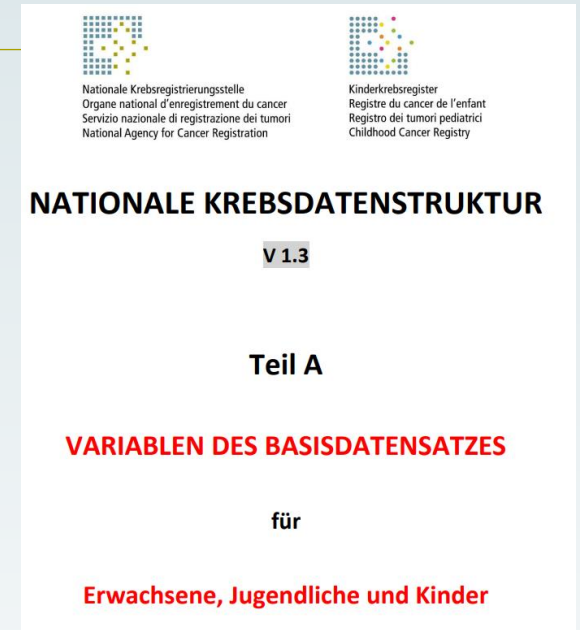 Nationale Krebsregistrierungsstelle
Organe national d'enregistrement du cancer
Servizio nazionale di registrazione dei tumori
National Agency for Cancer Registration
Kinderkrebsregister
Registre du cancer de l'enfant
Registro dei tumori pediatrici
Childhood Cancer Registry
NATIONALE KREBSDATENSTRUKTUR
V 1.3
Teil A
VARIABLEN DES BASISDATENSATZES
für
Erwachsene, Jugendliche und Kinder